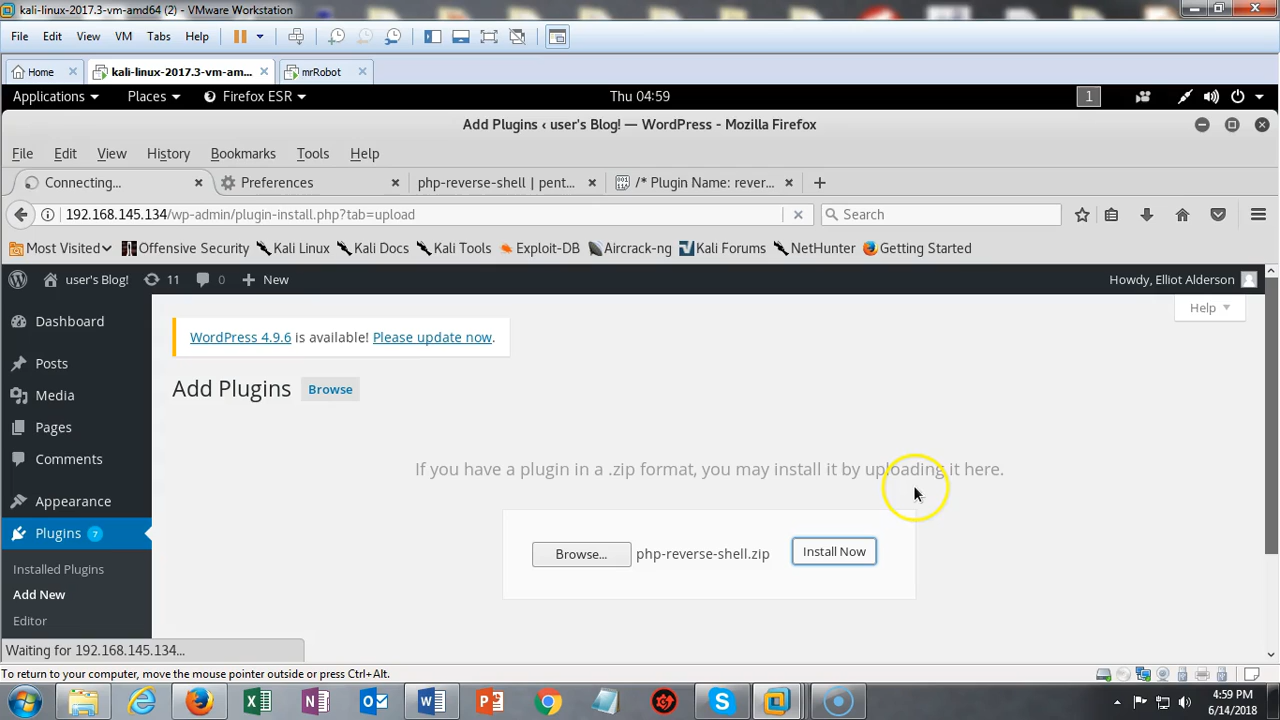 kali-linux-2017.3-vm-amd64 (2) - VMware Workstation
File Edit View VM Tabs Help
Home kali-linux-2017.3-vm-am... mrRobot
Applications Places Firefox ESR Thu 04:59 1
Add Plugins ‹ user's Blog! — WordPress - Mozilla Firefox
File Edit View History Bookmarks Tools Help
Connecting... Preferences php-reverse-shell | pent... /* Plugin Name: rever...
192.168.145.134/wp-admin/plugin-install.php?tab=upload Search
Most Visited Offensive Security Kali Linux Kali Docs Kali Tools Exploit-DB Aircrack-ng Kali Forums NetHunter Getting Started
user's Blog! 11 0 New Howdy, Elliot Alderson
Help
Dashboard
WordPress 4.9.6 is available! Please update now.
Posts
Add Plugins Browse
Media
Pages
Comments
If you have a plugin in a .zip format, you may install it by uploading it here.
Appearance
Plugins 7
Browse... php-reverse-shell.zip Install Now
Installed Plugins
Add New
Editor
Waiting for 192.168.145.134...
To return to your computer, move the mouse pointer outside or press Ctrl+Alt.
4:59 PM
6/14/2018